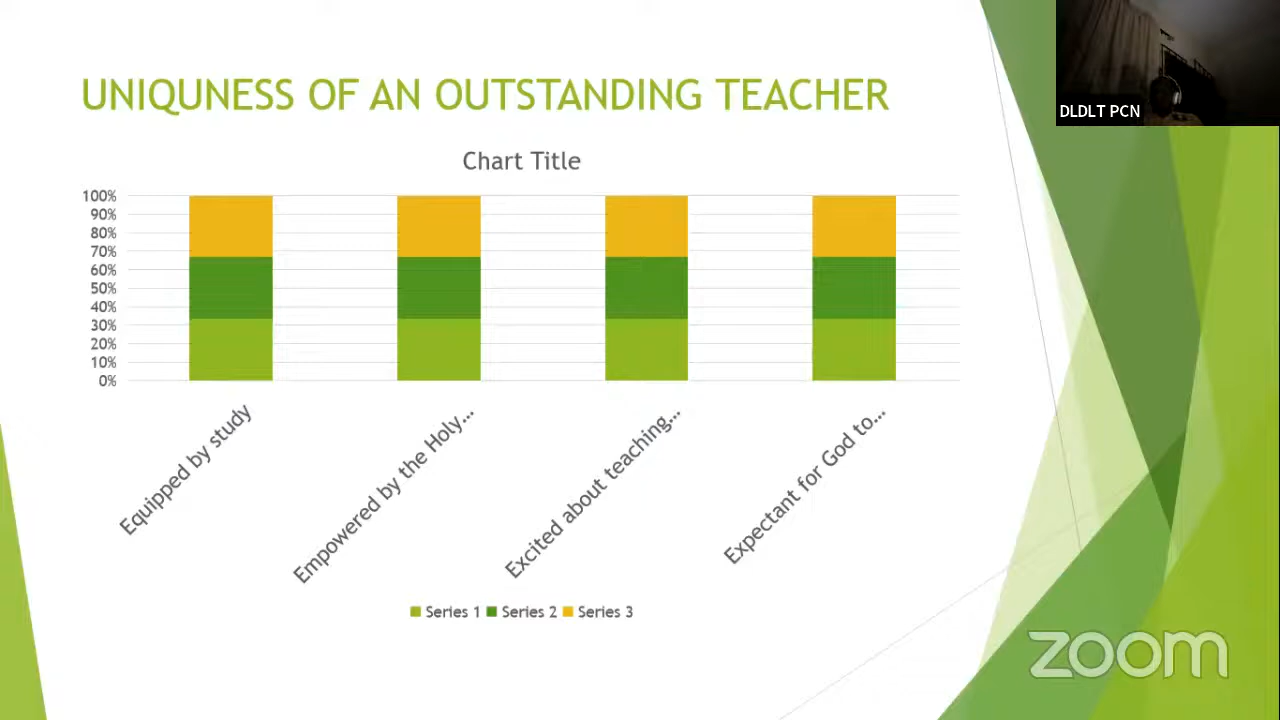 UNIQUNESS OF AN OUTSTANDING TEACHER
DLDLT PCN
Chart Title
100%
90%
80%
70%
60%
50%
40%
30%
20%
10%
0%
Equipped by study
Empowered by the Holy...
Excited about teaching...
Expectant for God to...
Series 1 Series 2 Series 3
zoom